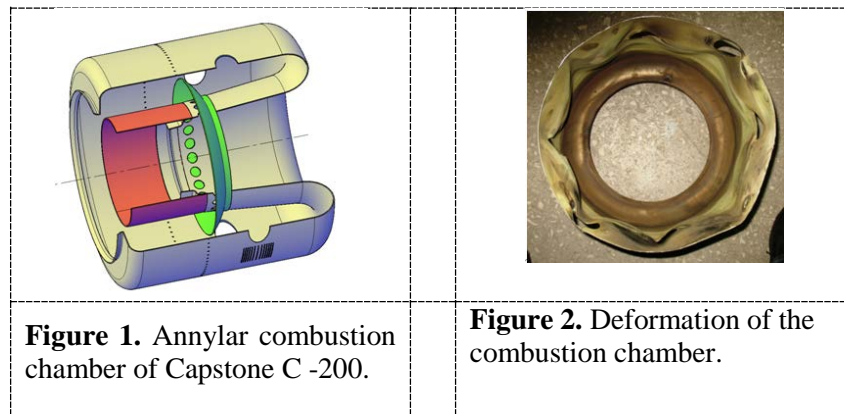 Figure 1. Annylar combustion
chamber of Capstone C -200.
Figure 2. Deformation of the
combustion chamber.